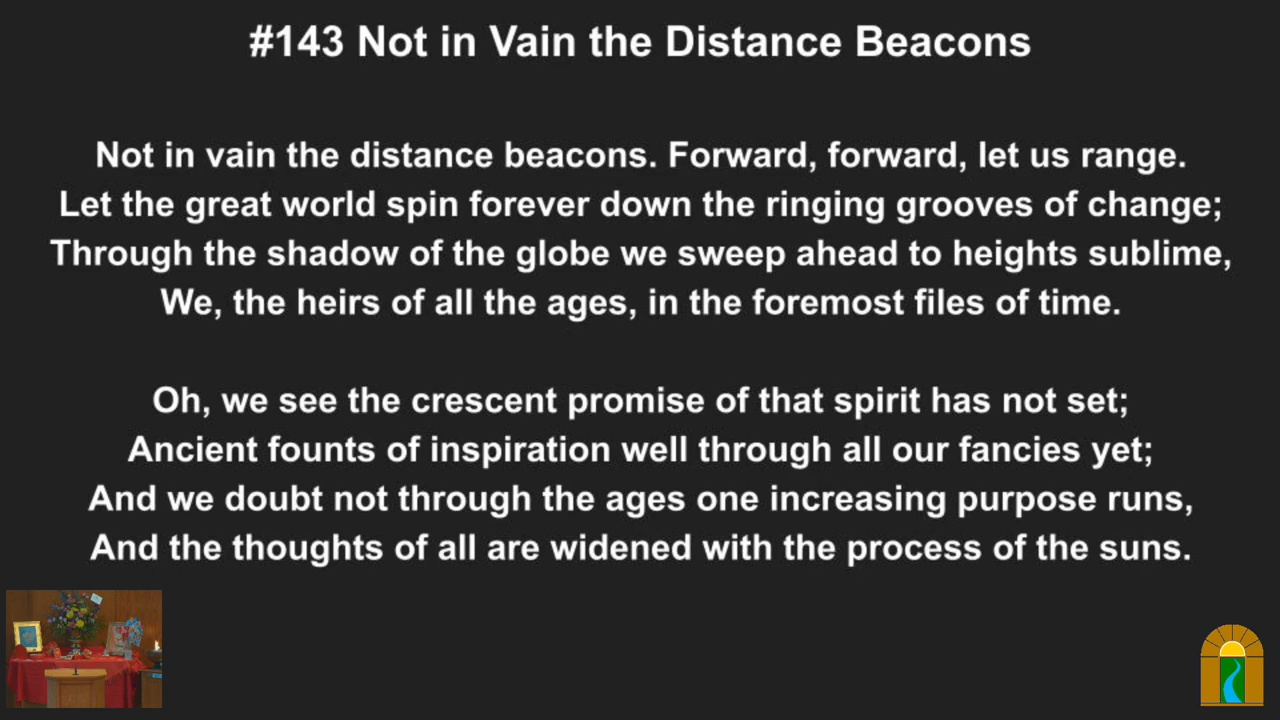 #143 Not in Vain the Distance Beacons
Not in vain the distance beacons. Forward, forward, let us range.
Let the great world spin forever down the ringing grooves of change;
Through the shadow of the globe we sweep ahead to heights sublime,
We, the heirs of all the ages, in the foremost files of time.
Oh, we see the crescent promise of that spirit has not set;
Ancient founts of inspiration well through all our fancies yet;
And we doubt not through the ages one increasing purpose runs,
And the thoughts of all are widened with the process of the suns.